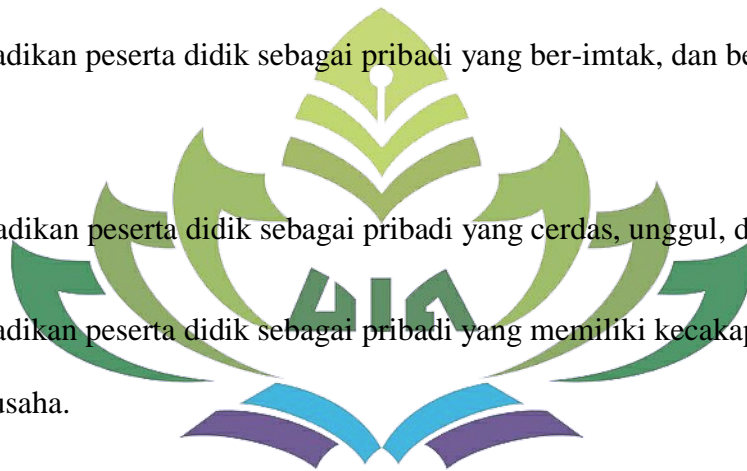 adikan peserta didik sebagai pribadi yang ber-imtak, dan be
adikan peserta didik sebagai pribadi yang cerdas, unggul, d
UIN
adikan peserta didik sebagai pribadi yang memiliki kecakap
usaha.